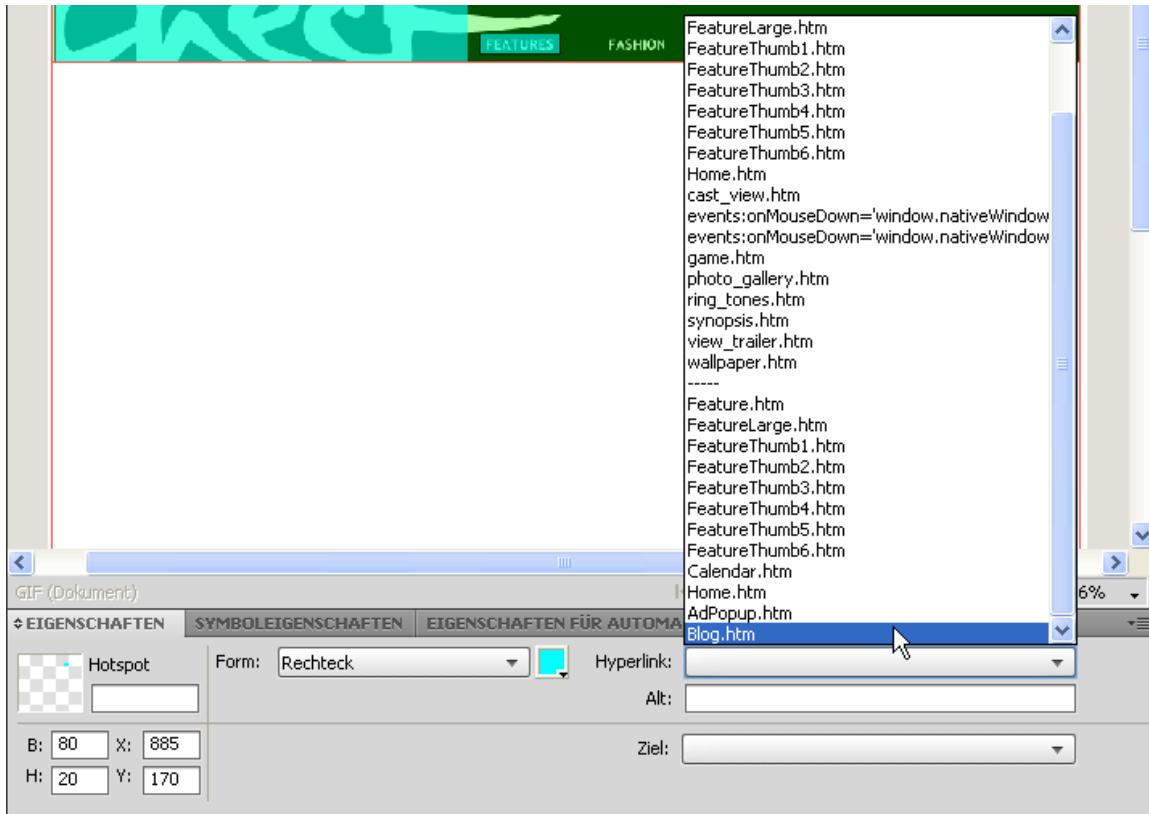 Check
FEATURES
FASHION
FeatureLarge.htm
FeatureThumb1.htm
FeatureThumb2.htm
FeatureThumb3.htm
FeatureThumb4.htm
FeatureThumb5.htm
FeatureThumb6.htm
Home.htm
cast_view.htm
events:onMouseDown='window.nativeWindow
events:onMouseDown='window.nativeWindow
game.htm
photo_gallery.htm
ring_tones.htm
synopsis.htm
view_trailer.htm
wallpaper.htm
-----
Feature.htm
FeatureLarge.htm
FeatureThumb1.htm
FeatureThumb2.htm
FeatureThumb3.htm
FeatureThumb4.htm
FeatureThumb5.htm
FeatureThumb6.htm
Calendar.htm
Home.htm
AdPopup.htm
Blog.htm
GIF (Dokument)
6%
EIGENSCHAFTEN
SYMBOLEIGENSCHAFTEN
EIGENSCHAFTEN FÜR AUTOMA
Hotspot
Form: Rechteck
Hyperlink:
Alt:
B: 80 X: 885
Ziel:
H: 20 Y: 170